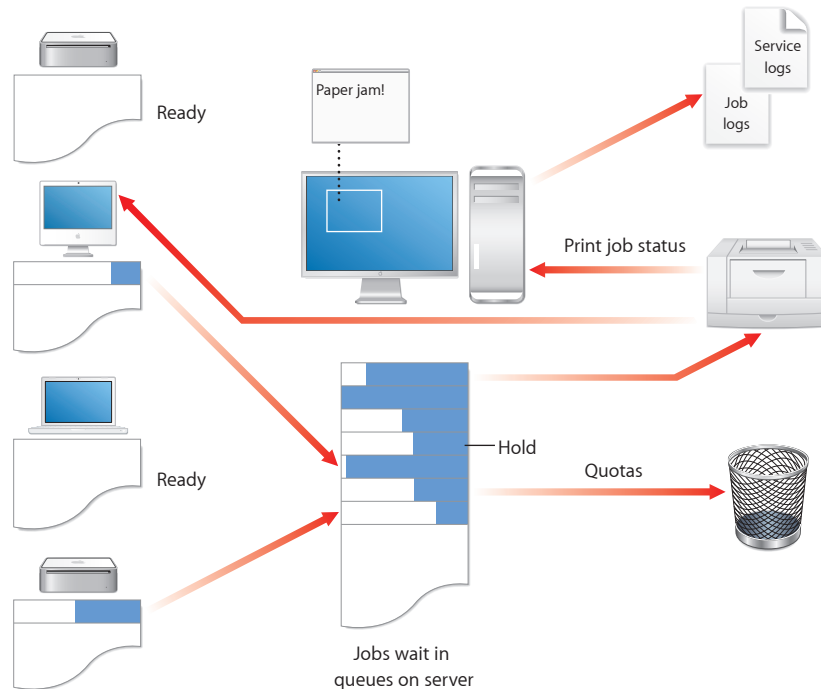 Service
logs
Job
logs
Paper jam!
Ready
Print job status
Hold
Quotas
Ready
Jobs wait in
queues on server